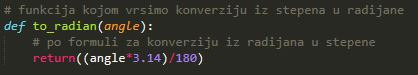 # funkcija kojom vrsimo konverziju iz stepena u radijane
def to_radian(angle):
    # po formuli za konverziju iz radijana u stepene
    return((angle*3.14)/180)